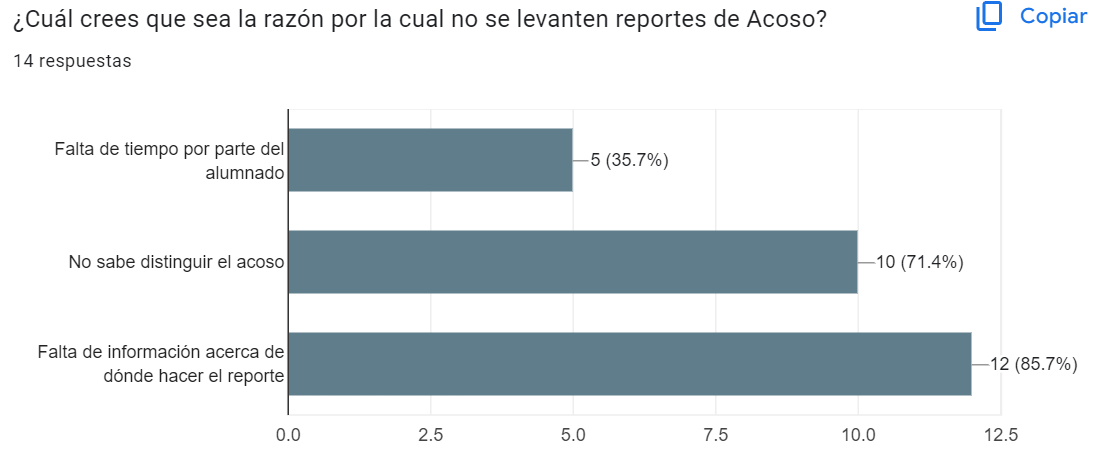 ¿Cuál crees que sea la razón por la cual no se levanten reportes de Acoso?
Copiar
14 respuestas
Falta de tiempo por parte del
alumnado
5 (35.7%)
No sabe distinguir el acoso
10 (71.4%)
Falta de información acerca de
dónde hacer el reporte
12 (85.7%)
0.0
2.5
5.0
7.5
10.0
12.5